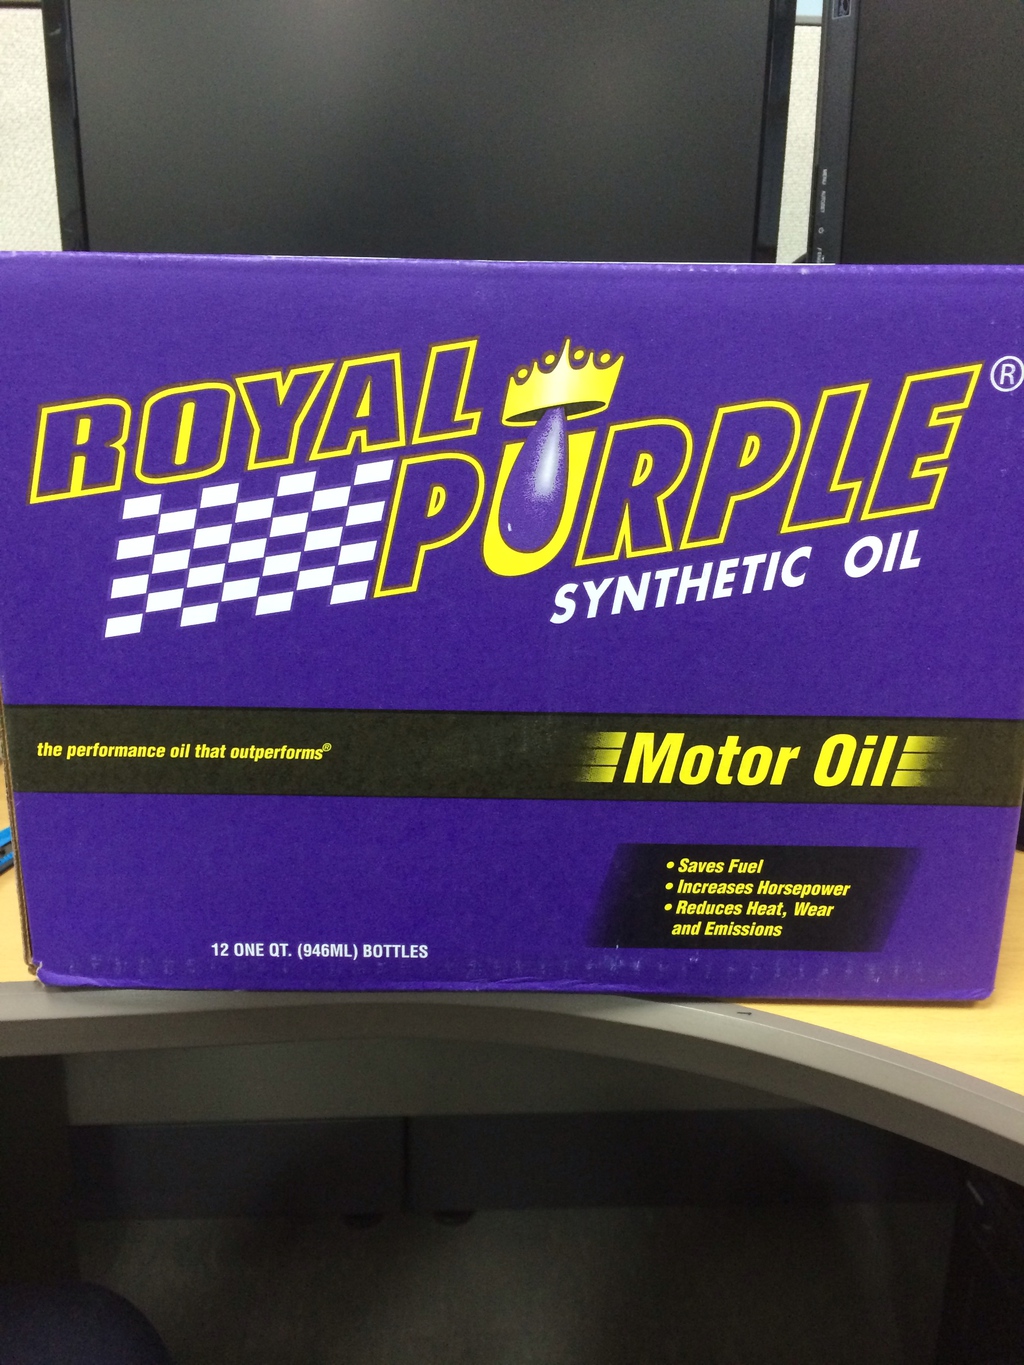 ROYAL
PURPLE®
SYNTHETIC OIL
the performance oil that outperforms®
Motor Oil
• Saves Fuel
• Increases Horsepower
• Reduces Heat, Wear
and Emissions
12 ONE QT. (946ML) BOTTLES